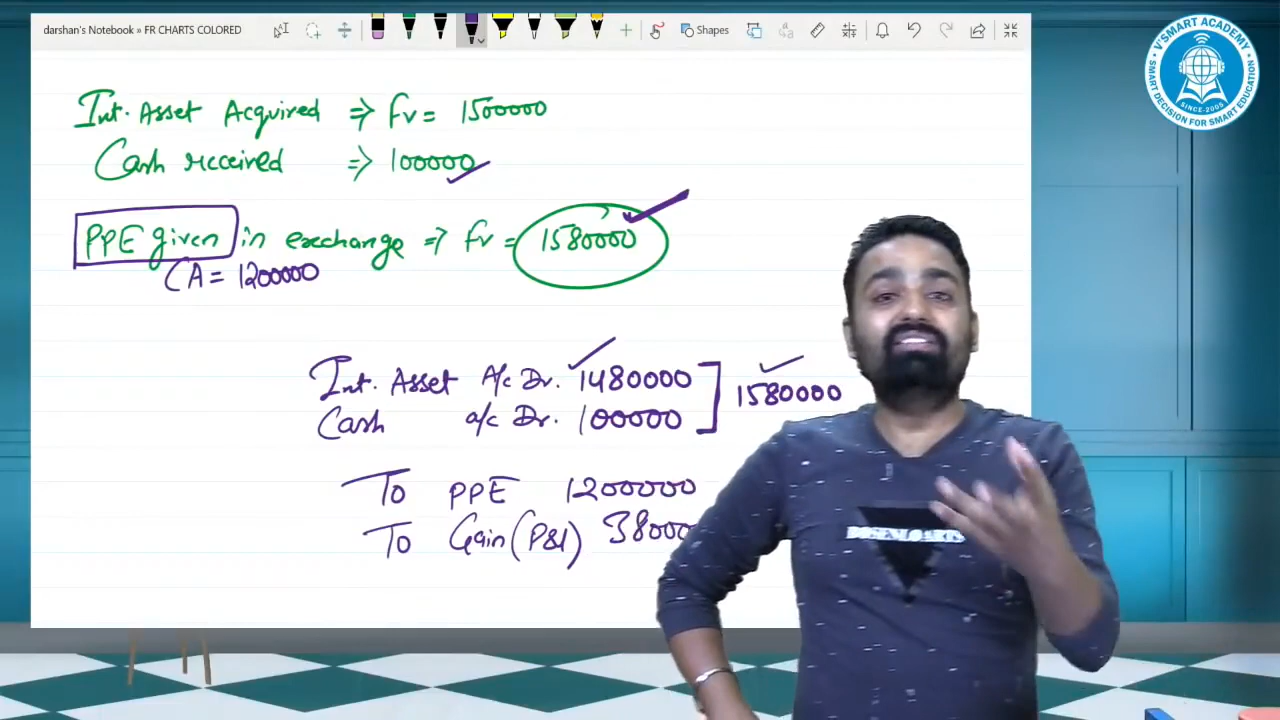 darshan's Notebook » FR CHARTS COLORED
Shapes
V'SMART ACADEMY
SMART DECISION FOR SMART EDUCATION
SINCE-2005
Int. Asset Acquired ⇒ Fv = 1500000
Cash received ⇒ 100000
PPE given in exchange ⇒ Fv = 1580000
CA = 1200000
Int. Asset A/c Dr. 1480000
1580000
Cash a/c Dr. 100000
To PPE 1200000
To Gain (P&L) 38000